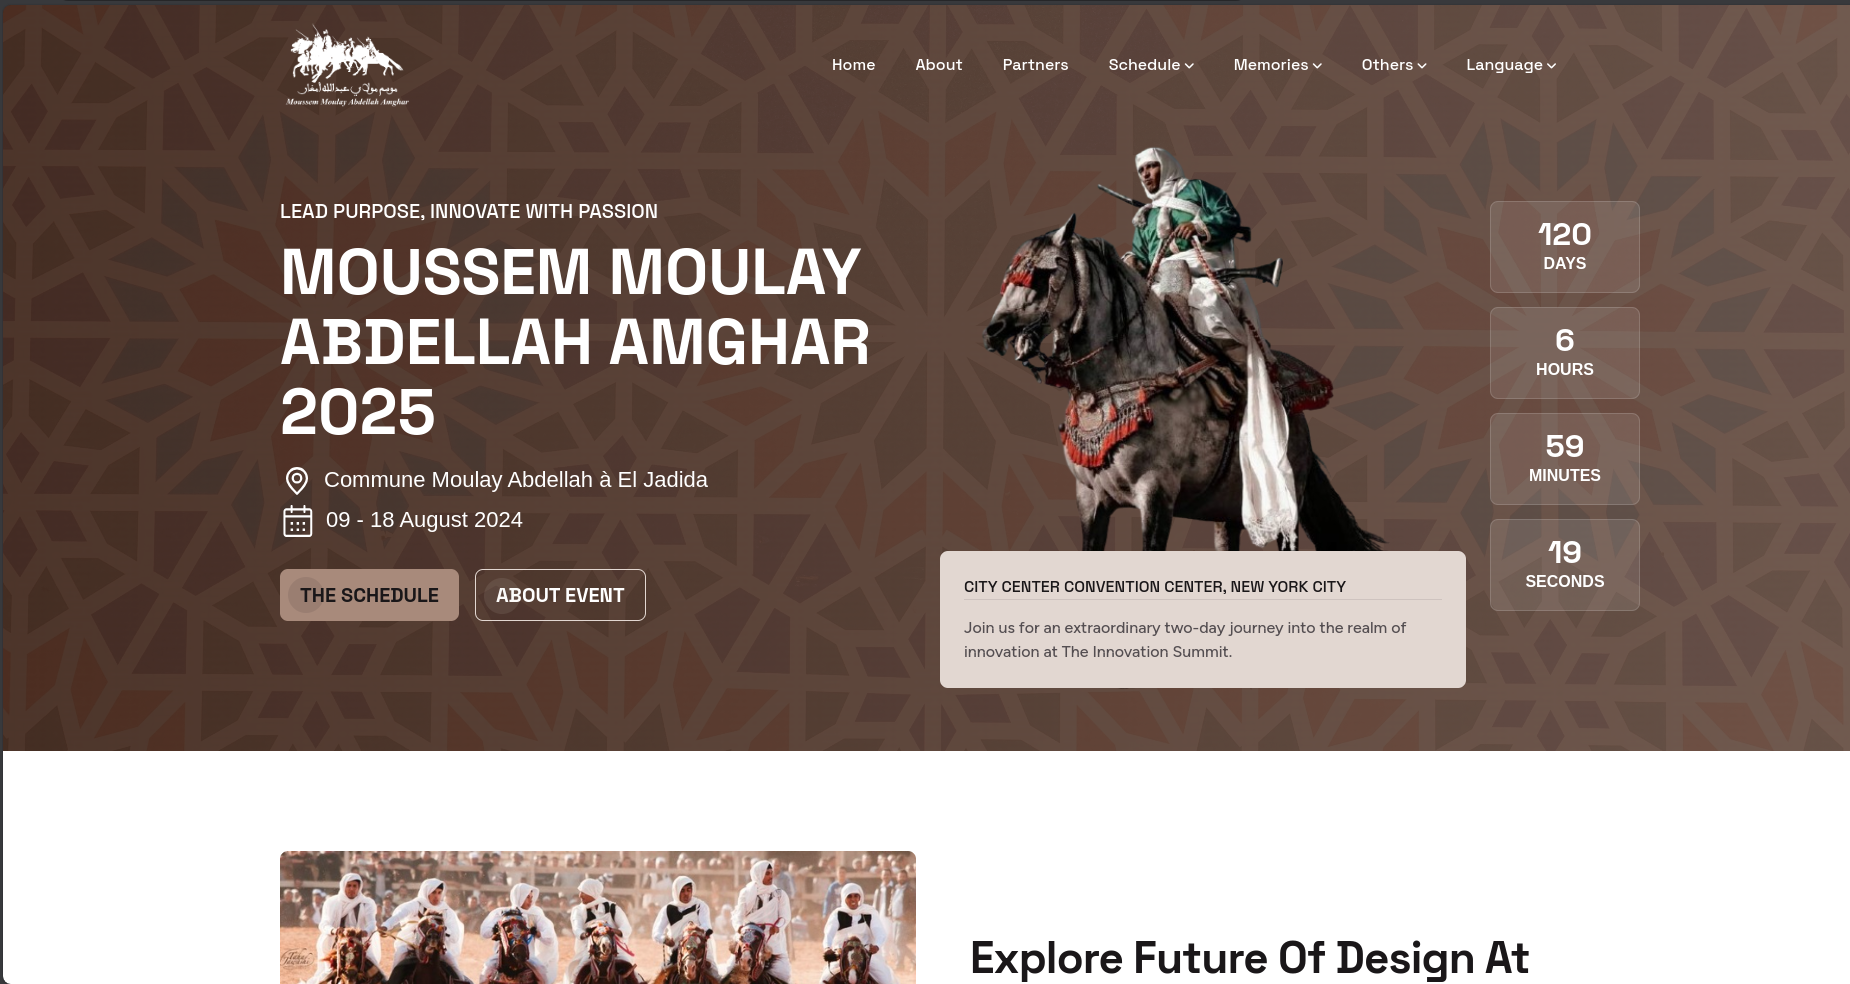 موسم مولاي عبدالله أمغار
Moussem Moulay Abdellah Amghar
Home About Partners Schedule Memories Others Language
LEAD PURPOSE, INNOVATE WITH PASSION
MOUSSEM MOULAY
ABDELLAH AMGHAR
2025
Commune Moulay Abdellah à El Jadida
09 - 18 August 2024
THE SCHEDULE ABOUT EVENT
120
DAYS
6
HOURS
59
MINUTES
19
SECONDS
CITY CENTER CONVENTION CENTER, NEW YORK CITY
Join us for an extraordinary two-day journey into the realm of
innovation at The Innovation Summit.
Explore Future Of Design At